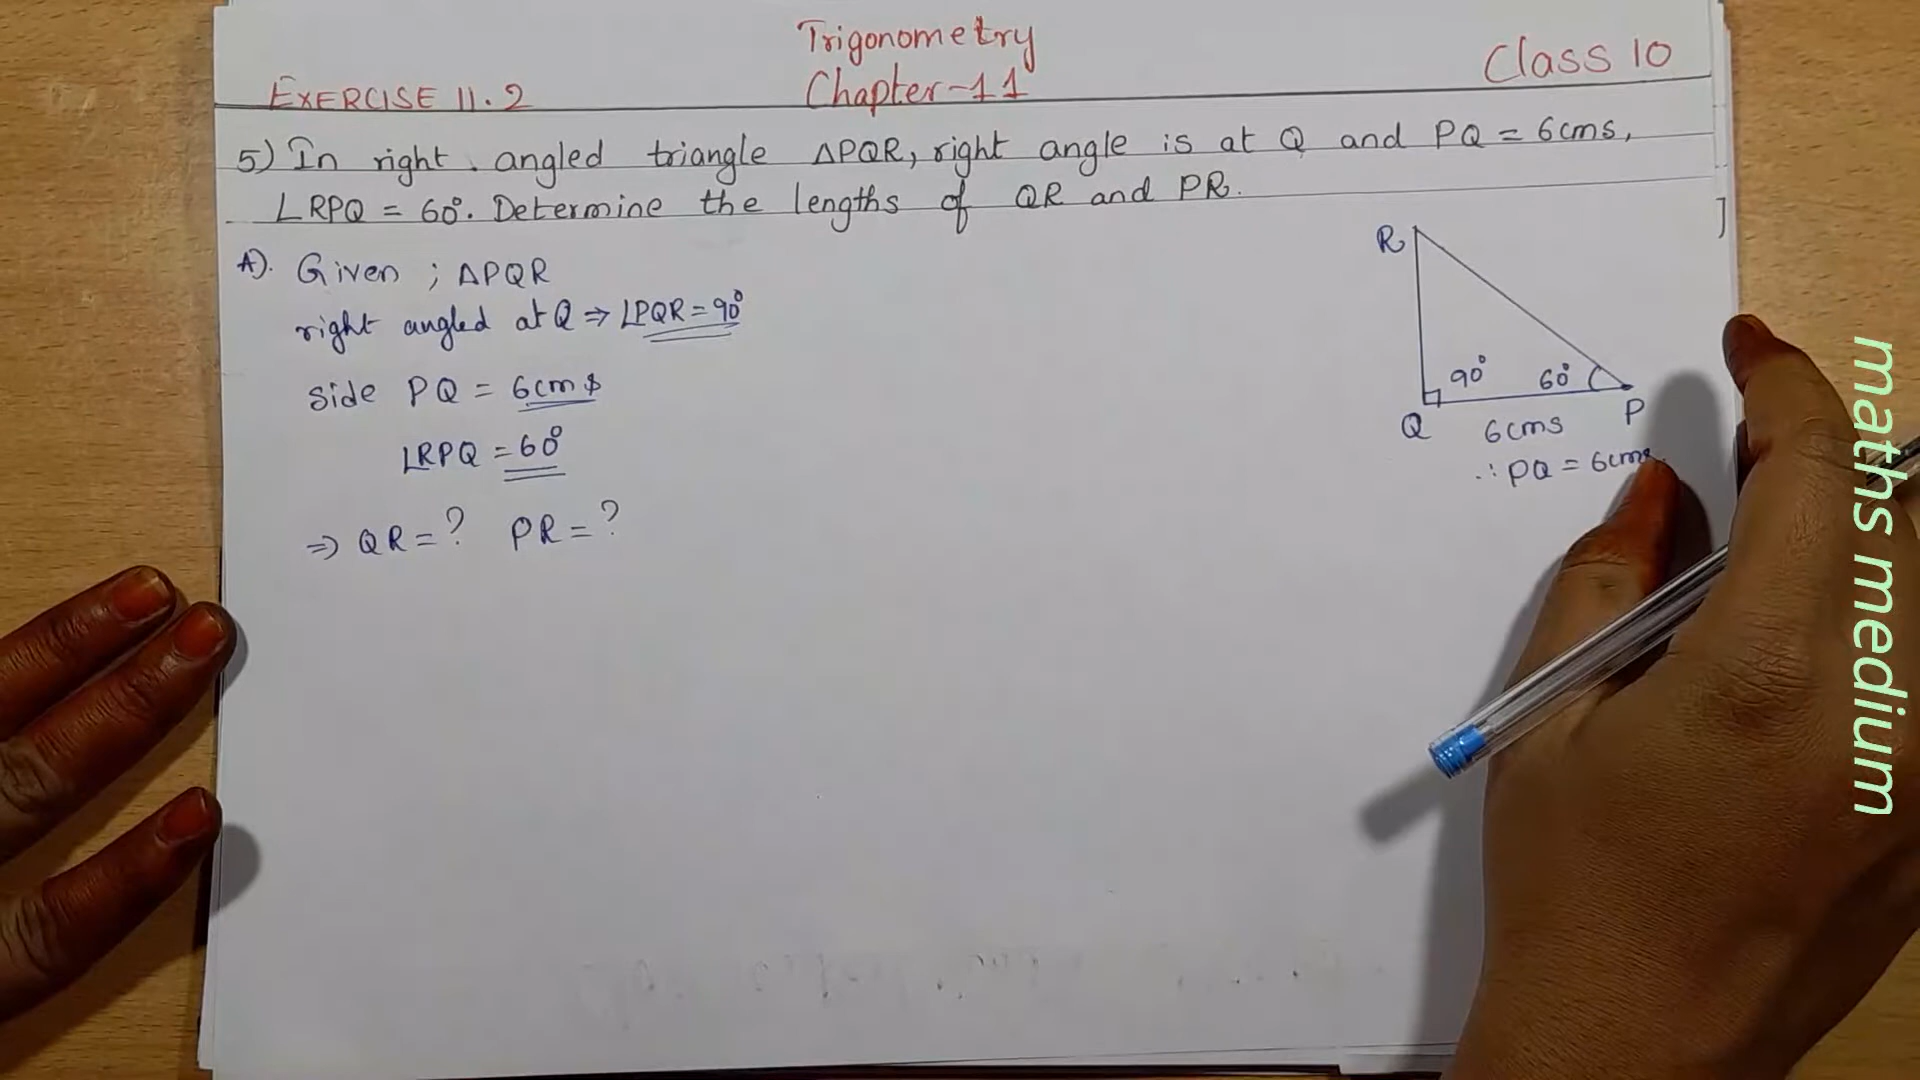 Trigonometry
EXERCISE 11.2 Chapter-11 Class 10
5) In right angled triangle ΔPQR, right angle is at Q and PQ = 6cms,
∠RPQ = 60°. Determine the lengths of QR and PR.
A). Given ; ΔPQR
right angled at Q ⇒ ∠PQR = 90°
side PQ = 6cms
∠RPQ = 60°
⇒ QR = ? PR = ?
R
90° 60°
Q 6cms P
∴ PQ = 6cms
maths medium